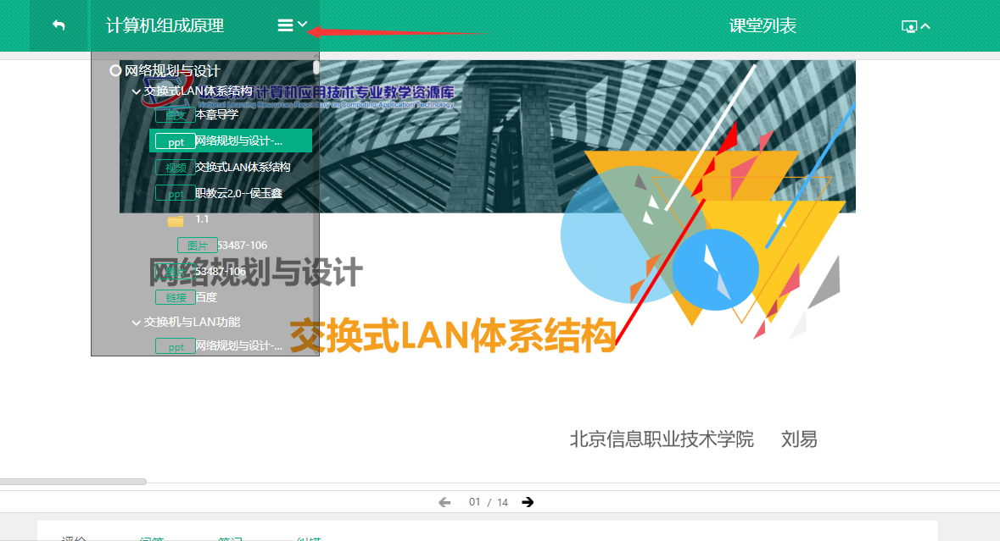 计算机组成原理
课堂列表
网络规划与设计
交换式LAN体系结构
计算机应用技术专业教学资源库
National Learning Resources Repository on Computing Application Technology
图文 本章导学
ppt 网络规划与设计-...
视频 交换式LAN体系结构
ppt 职教云2.0--侯玉鑫
1.1
图片 53487-106
图片 53487-106
网络规划与设计
链接 百度
交换机与LAN功能
ppt 网络规划与设计-...
交换式LAN体系结构
北京信息职业技术学院 刘易
01 / 14
评价 问答 笔记 纠错